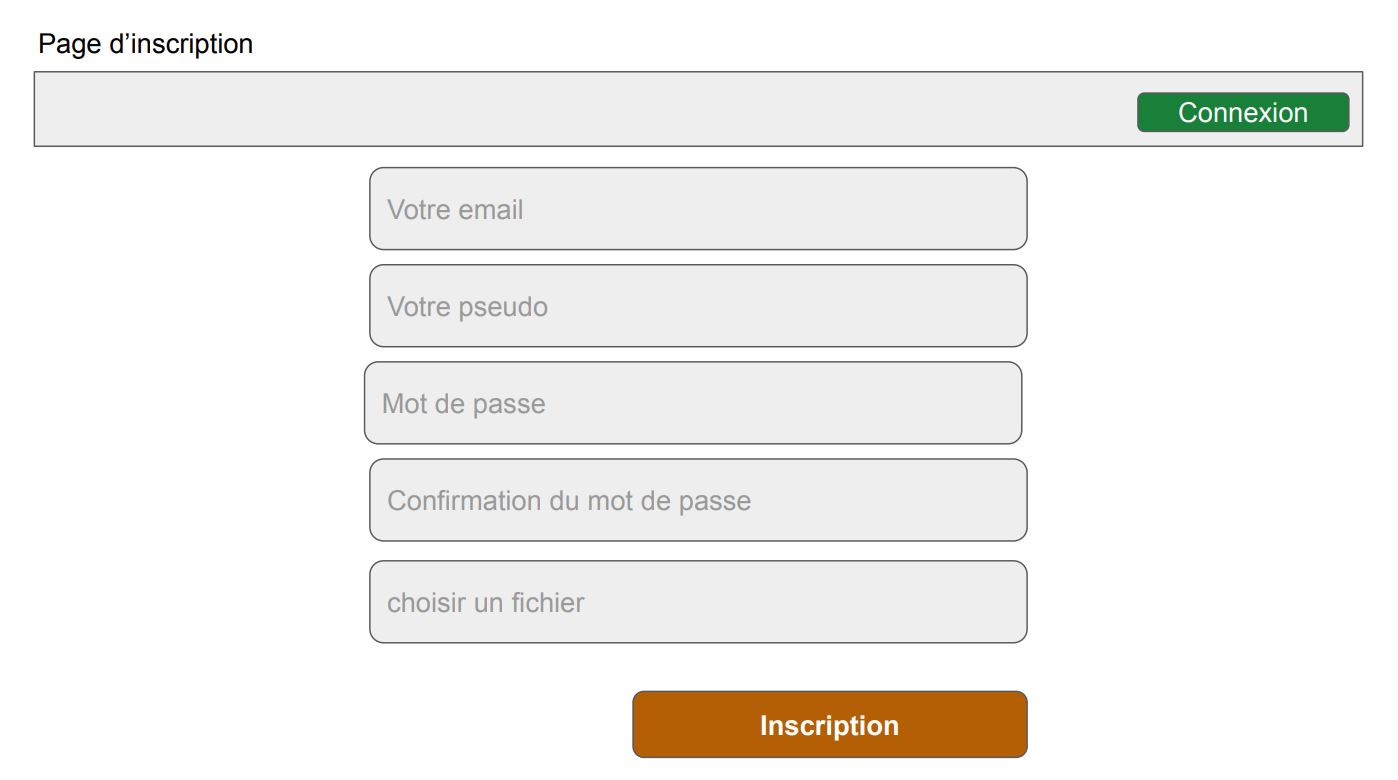 Page d’inscription
Connexion
Votre email
Votre pseudo
Mot de passe
Confirmation du mot de passe
choisir un fichier
Inscription